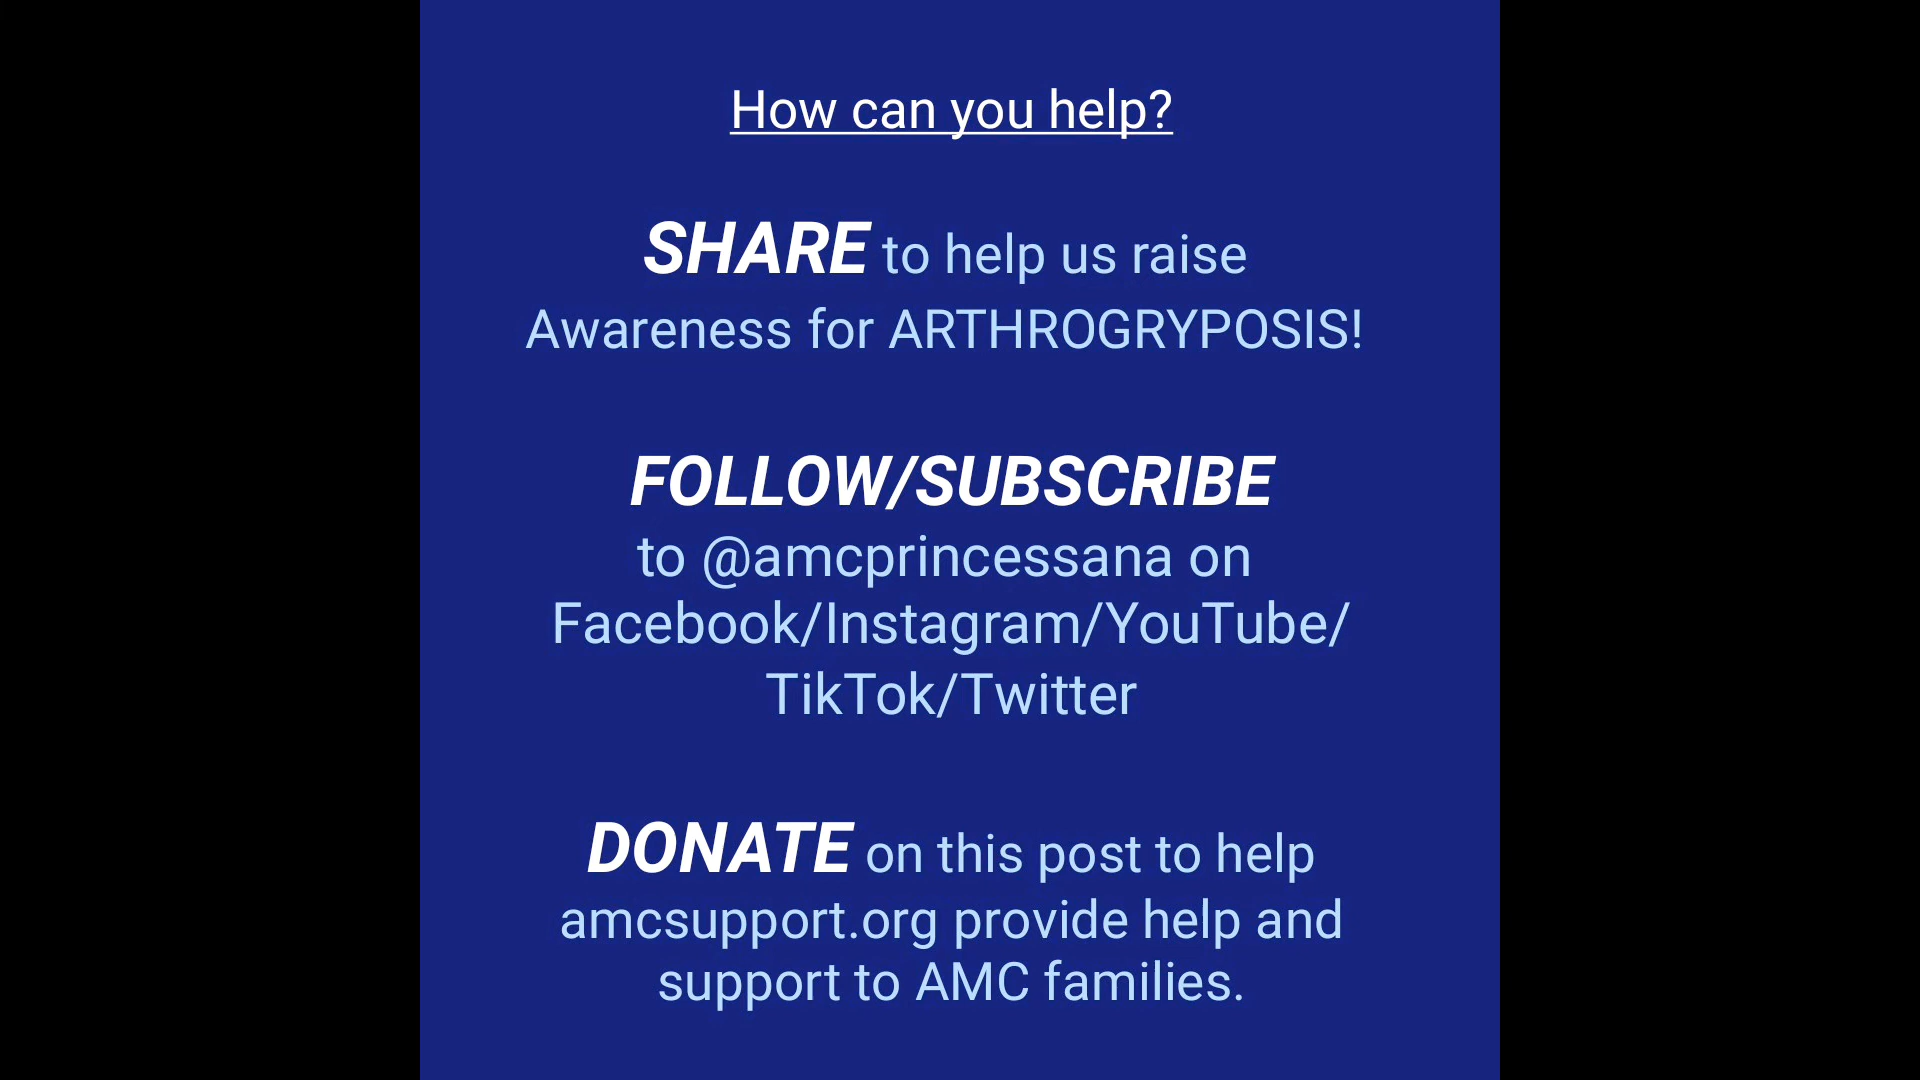 How can you help?
SHARE to help us raise
Awareness for ARTHROGRYPOSIS!
FOLLOW/SUBSCRIBE
to @amcprincessana on
Facebook/Instagram/YouTube/
TikTok/Twitter
DONATE on this post to help
amcsupport.org provide help and
support to AMC families.